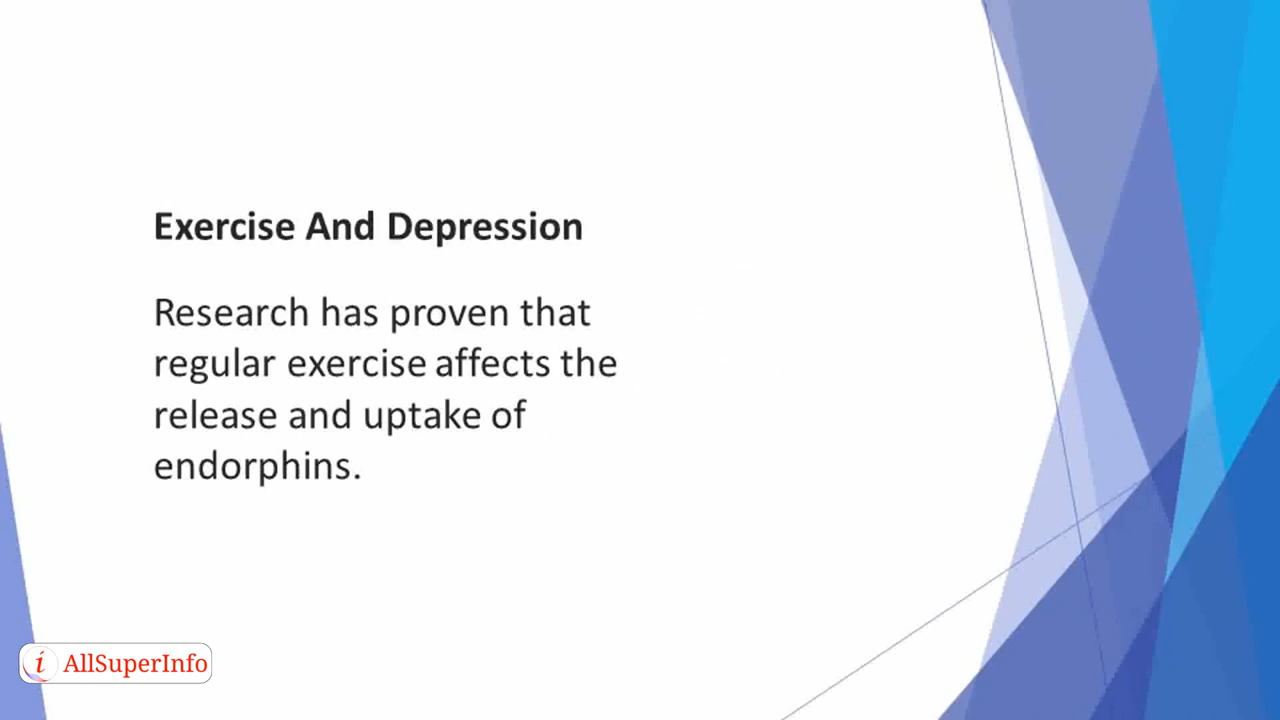 Exercise And Depression
Research has proven that
regular exercise affects the
release and uptake of
endorphins.
i AllSuperInfo